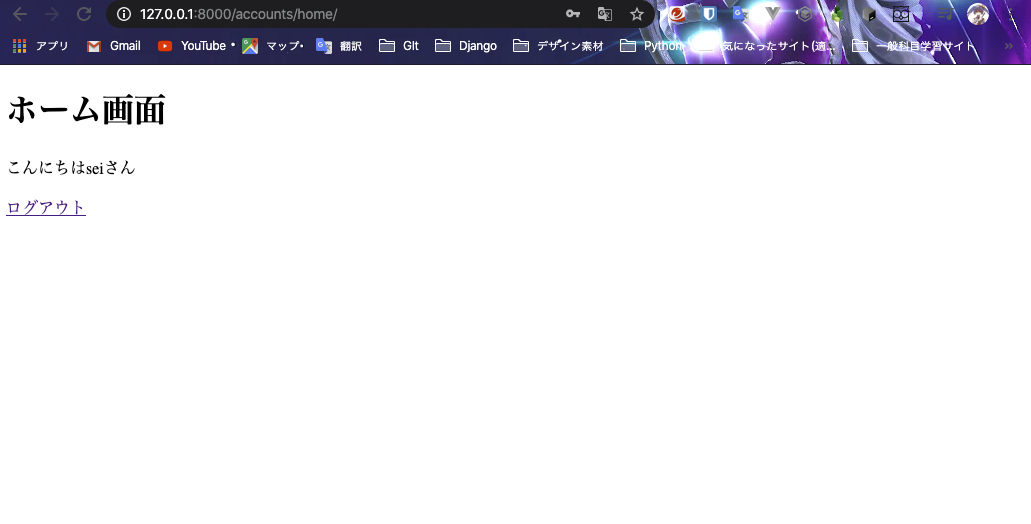 127.0.0.1:8000/accounts/home/
アプリ Gmail YouTube マップ 翻訳 GIt Django デザイン素材 Python 気になったサイト(適... 一般科目学習サイト »
ホーム画面
こんにちはseiさん
ログアウト